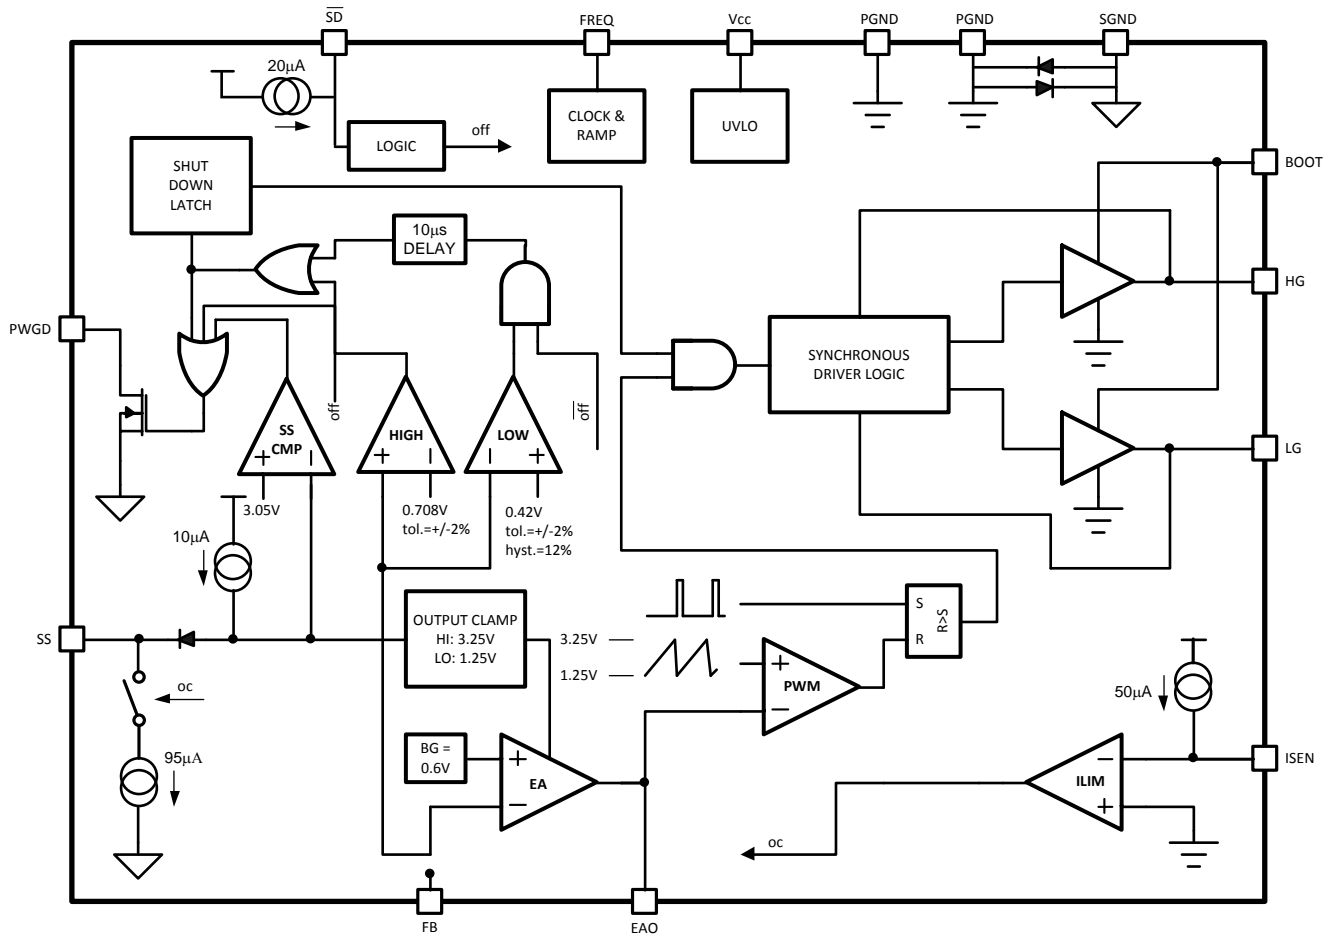 SD
FREQ
Vcc
PGND
PGND
SGND
20µA
CLOCK &
RAMP
UVLO
LOGIC
off
SHUT
DOWN
LATCH
BOOT
10µs
DELAY
HG
PWGD
SYNCHRONOUS
DRIVER LOGIC
off
off
SS
CMP
HIGH
LOW
+
−
+
−
−
+
LG
3.05V
0.708V
tol.=+/-2%
0.42V
tol.=+/-2%
hyst.=12%
10µA
OUTPUT CLAMP
HI: 3.25V
LO: 1.25V
S
R
R>S
SS
3.25V
1.25V
+
PWM
−
oc
50µA
BG =
0.6V
+
EA
−
95µA
ISEN
−
ILIM
+
oc
FB
EAO